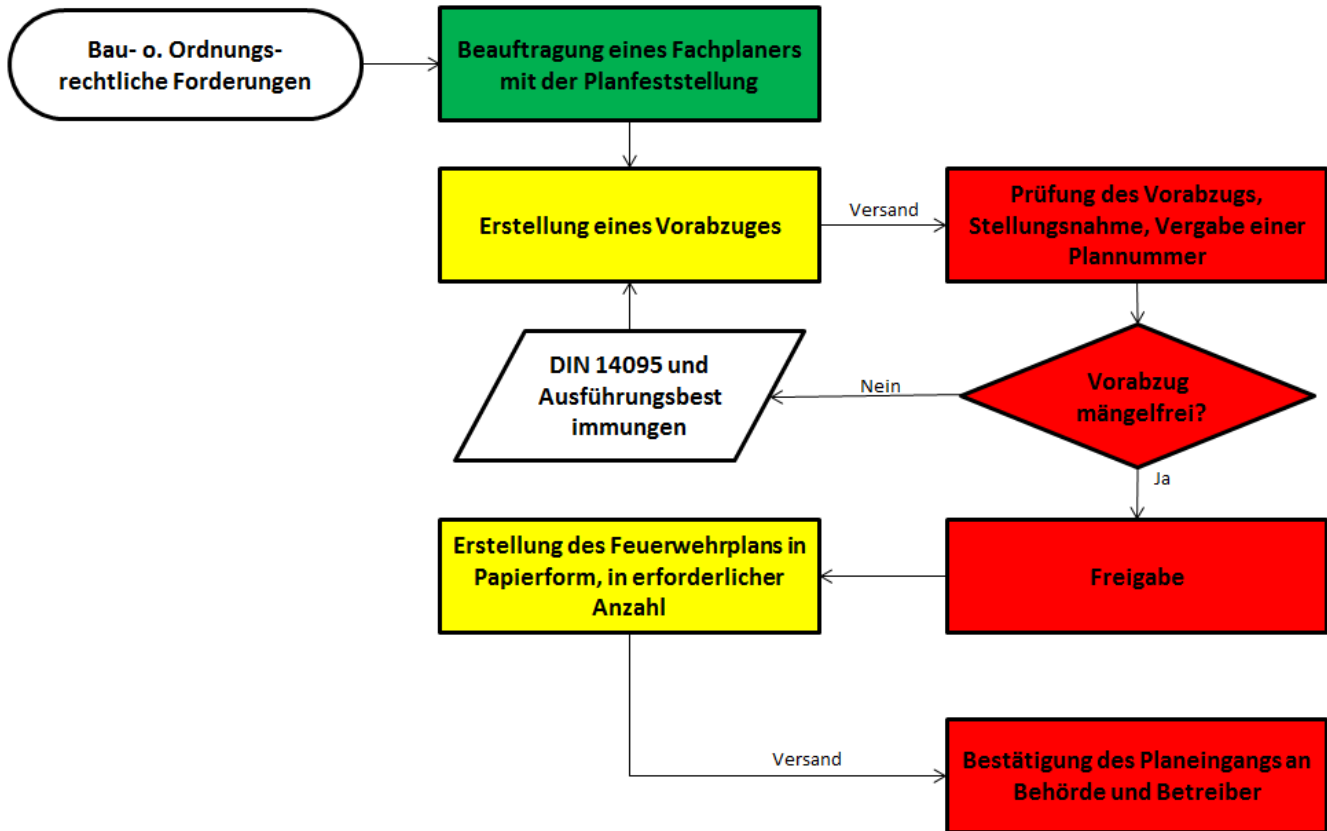 Bau- o. Ordnungs-
rechtliche Forderungen
Beauftragung eines Fachplaners
mit der Planfeststellung
Erstellung eines Vorabzuges
Versand
Prüfung des Vorabzugs,
Stellungsnahme, Vergabe einer
Plannummer
DIN 14095 und
Ausführungsbest
immungen
Nein
Vorabzug
mängelfrei?
Ja
Erstellung des Feuerwehrplans in
Papierform, in erforderlicher
Anzahl
Freigabe
Versand
Bestätigung des Planeingangs an
Behörde und Betreiber